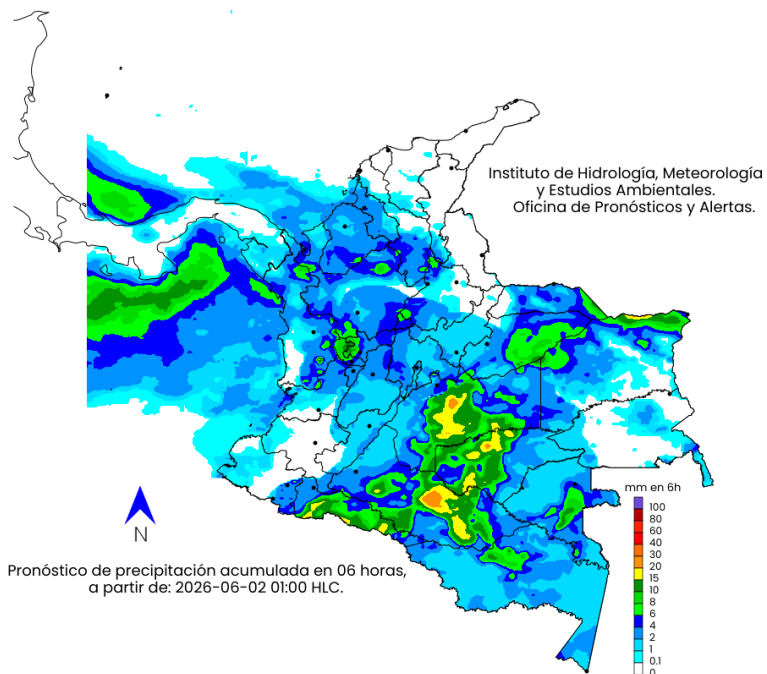 Instituto de Hidrología, Meteorología
y Estudios Ambientales.
Oficina de Pronósticos y Alertas.
N
Pronóstico de precipitación acumulada en 06 horas,
a partir de: 2026-06-02 01:00 HLC.
mm en 6h
100
80
60
40
30
20
15
10
8
6
4
2
1
0.1
0